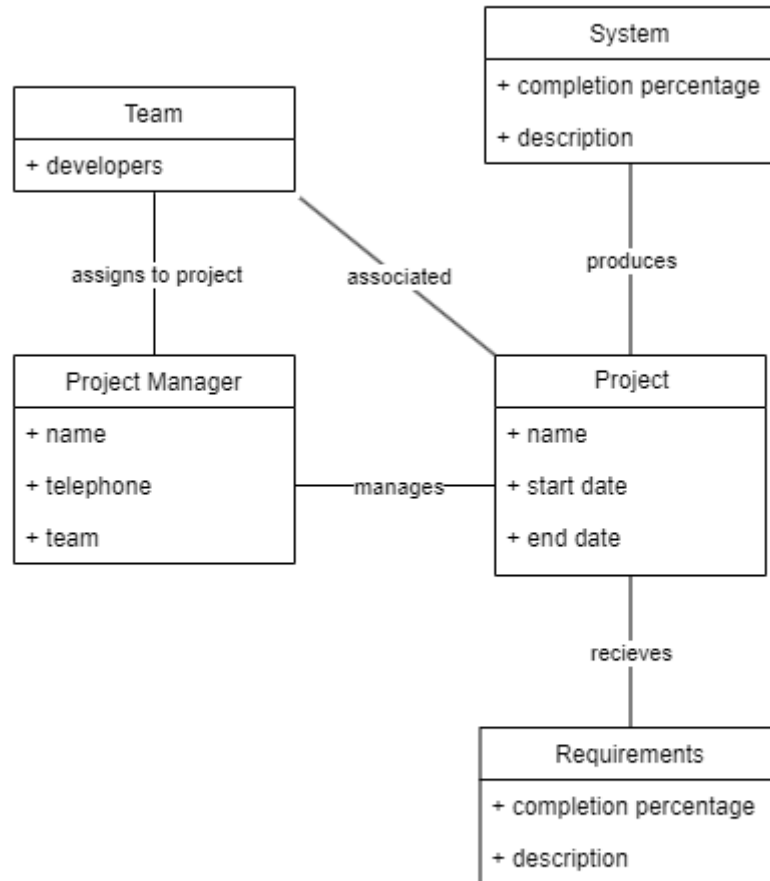 System
+ completion percentage
+ description
Team
+ developers
produces
assigns to project
associated
Project Manager
+ name
+ telephone
+ team
manages
Project
+ name
+ start date
+ end date
recieves
Requirements
+ completion percentage
+ description